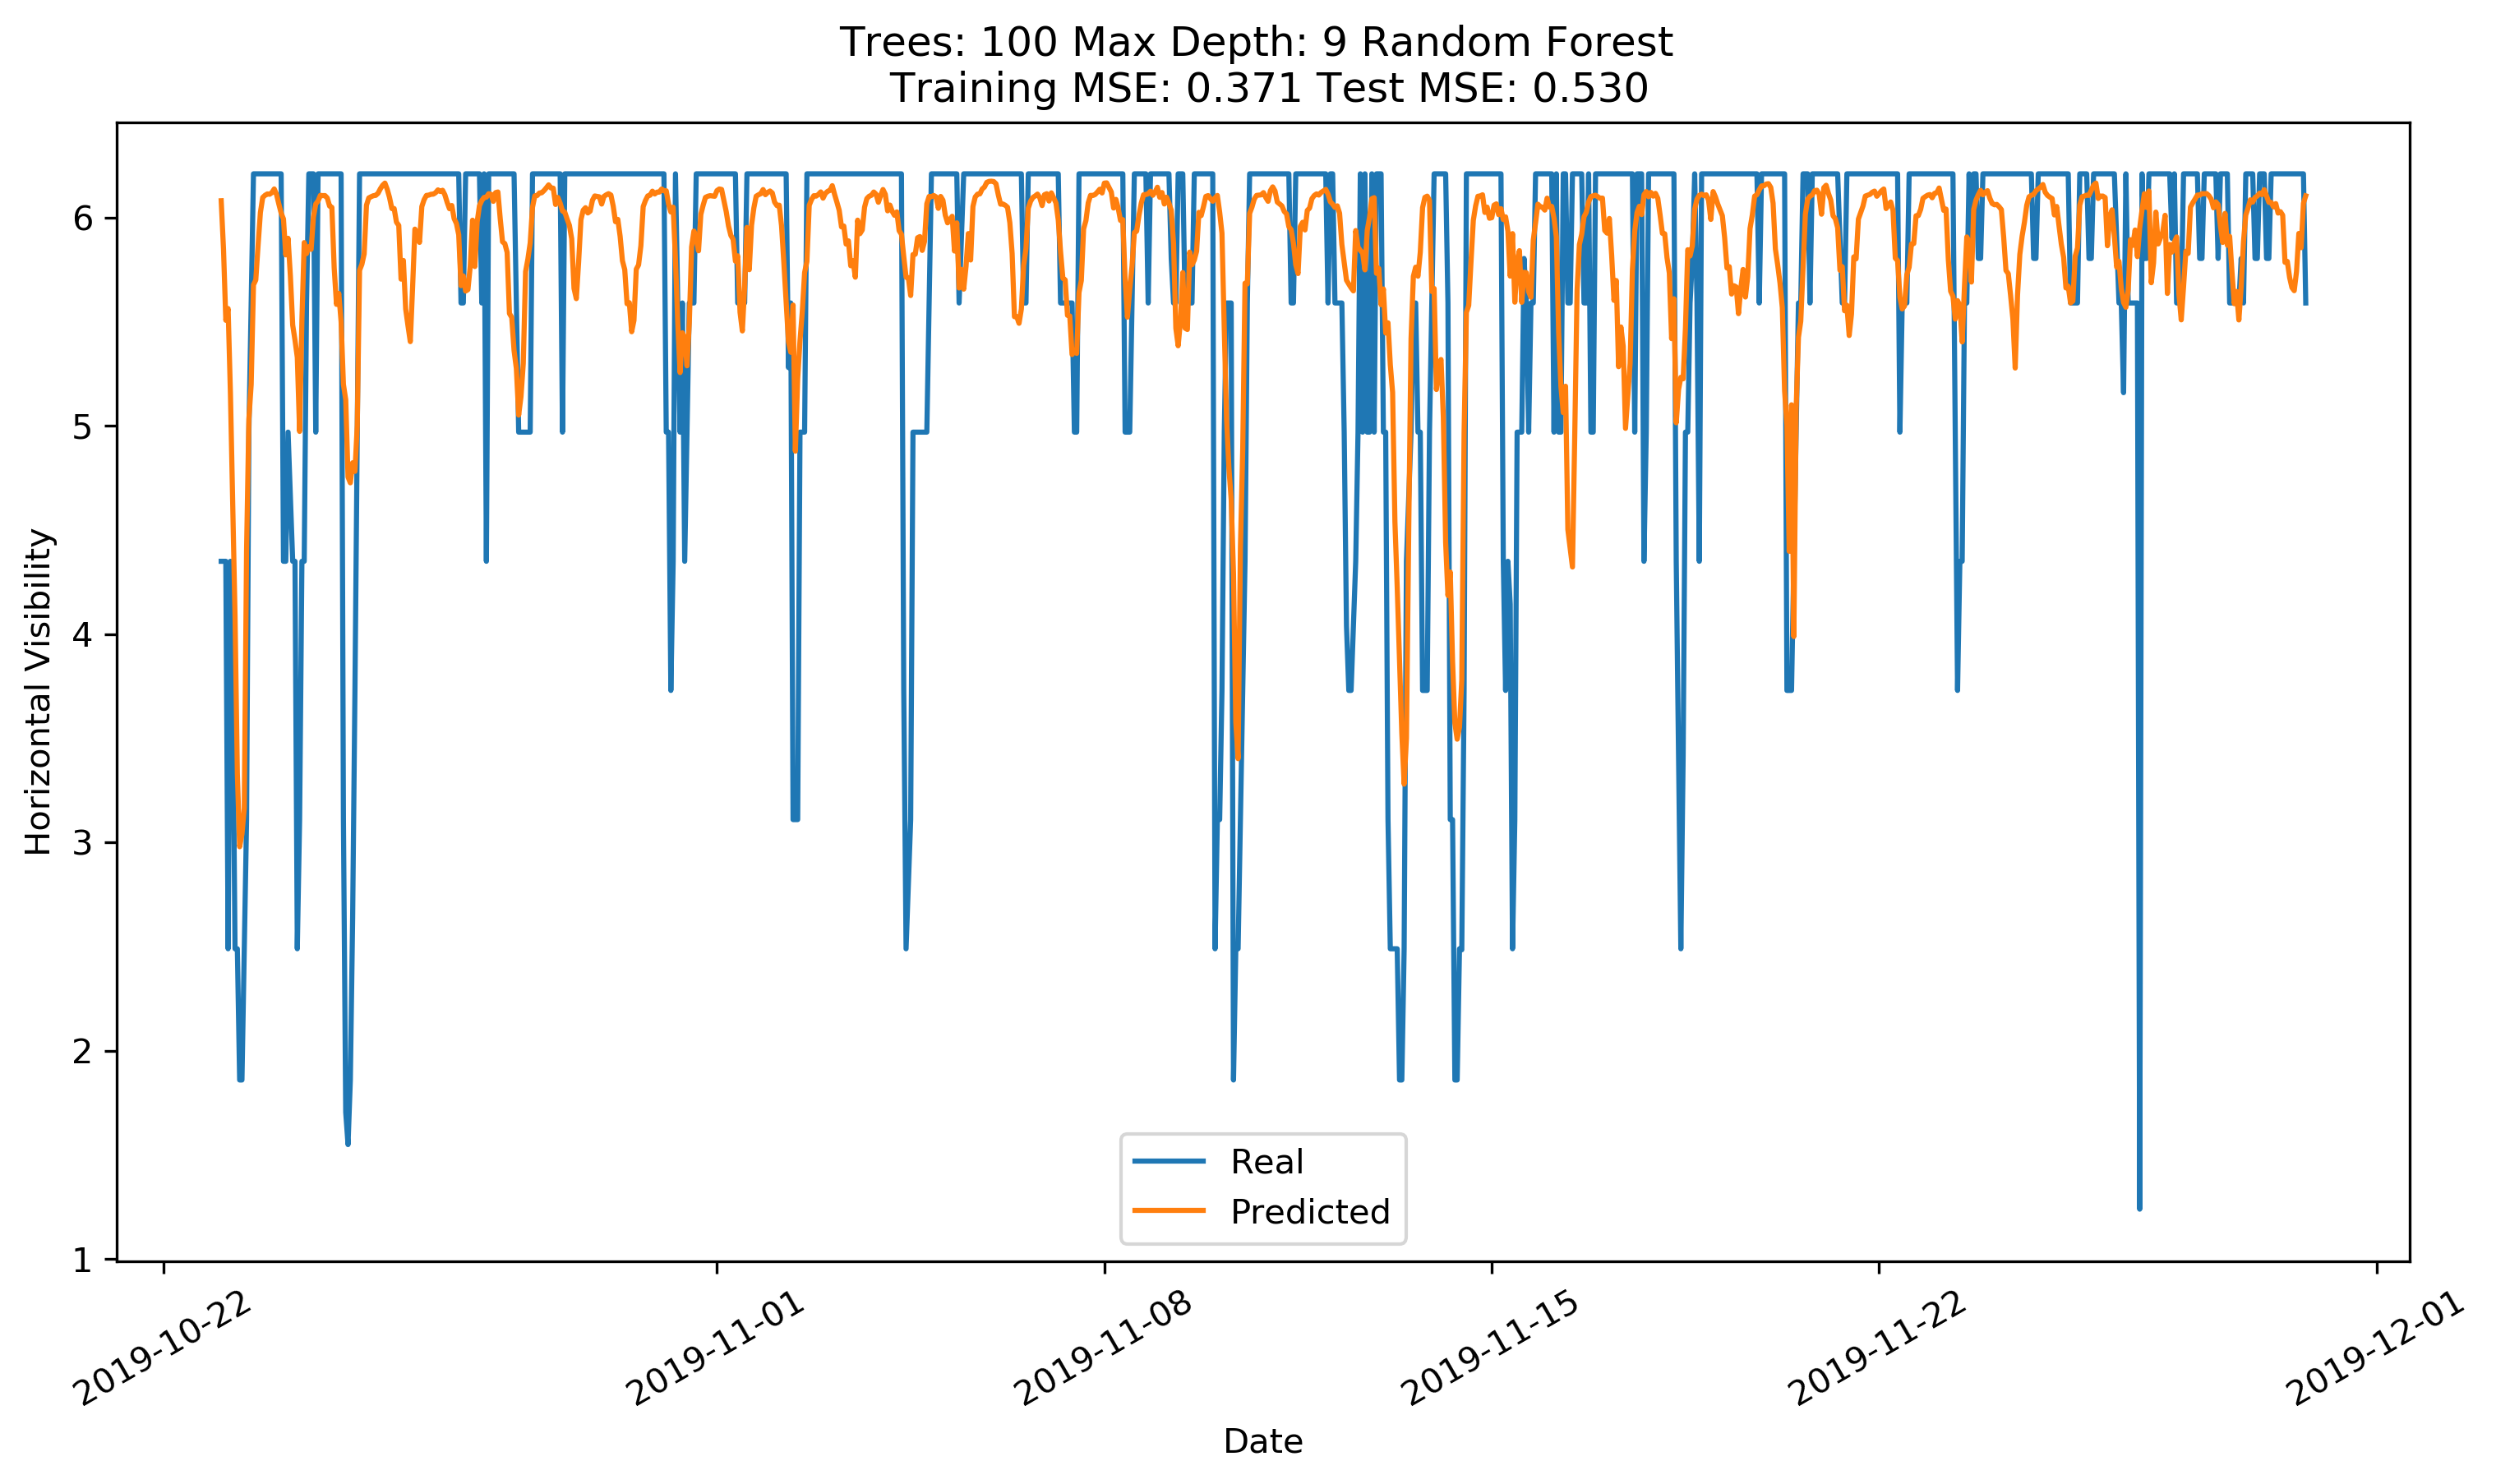 Trees: 100 Max Depth: 9 Random Forest
Training MSE: 0.371 Test MSE: 0.530
Horizontal Visibility
6
5
4
3
2
1
Real
Predicted
2019-10-22
2019-11-01
2019-11-08
2019-11-15
2019-11-22
2019-12-01
Date